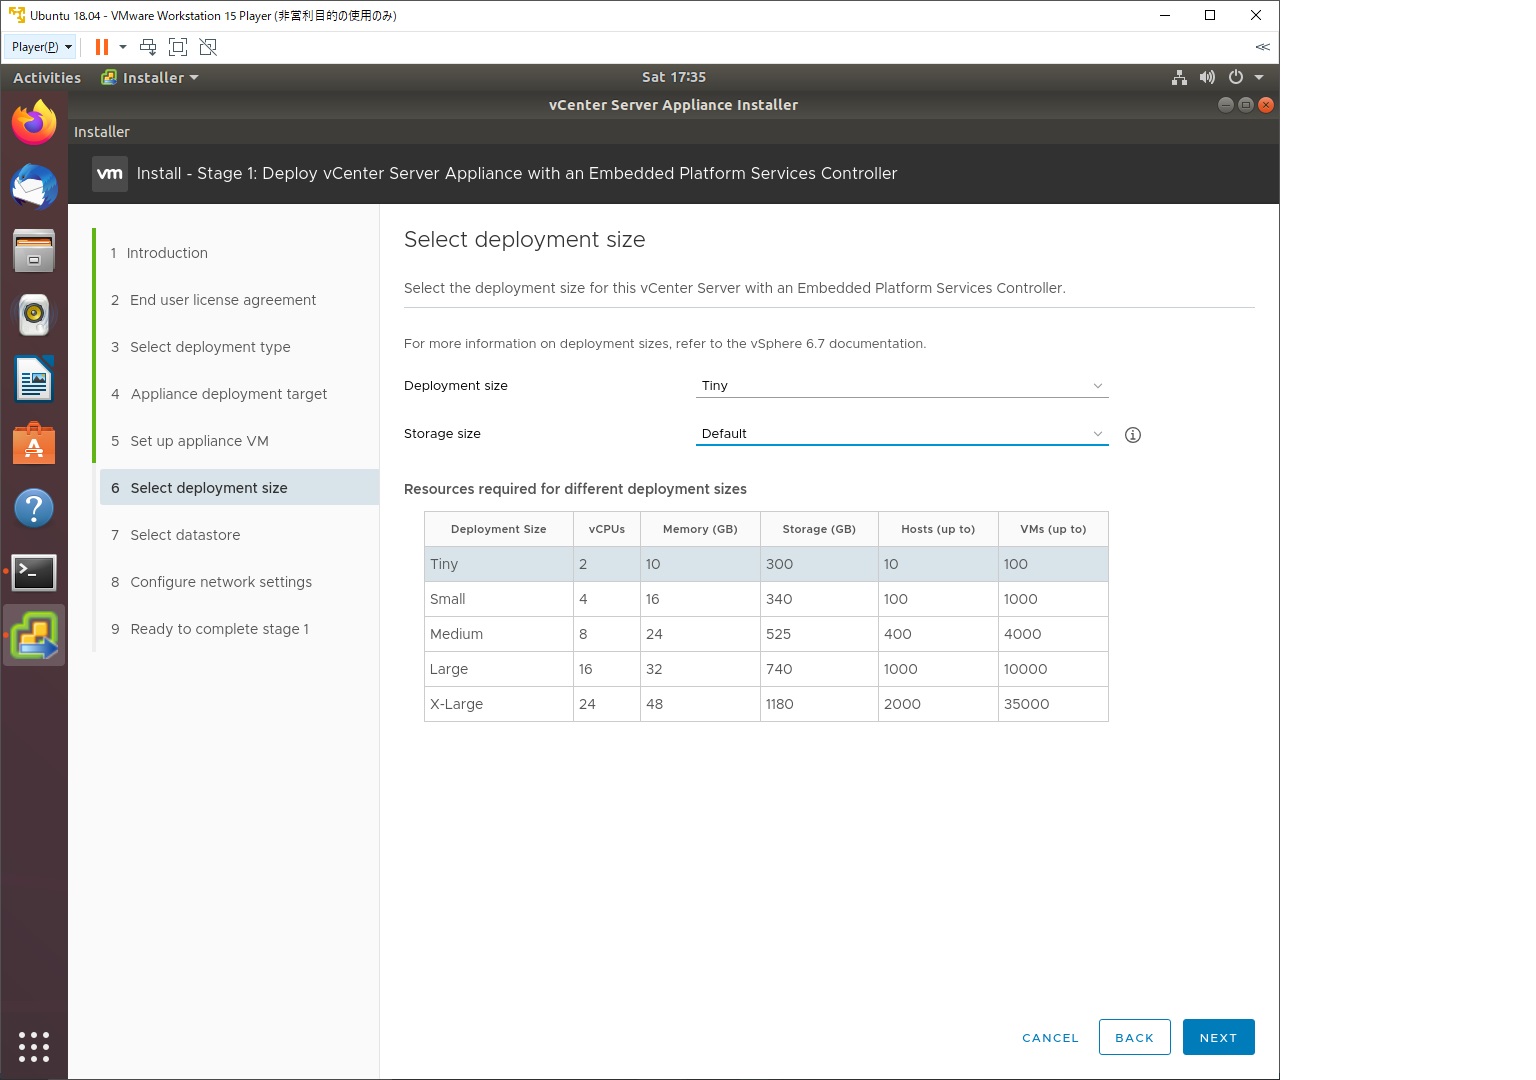 Ubuntu 18.04 - VMware Workstation 15 Player (非営利目的の使用のみ)
Player(P)
Activities Installer Sat 17:35
vCenter Server Appliance Installer
Installer
vm Install - Stage 1: Deploy vCenter Server Appliance with an Embedded Platform Services Controller
1 Introduction
2 End user license agreement
3 Select deployment type
4 Appliance deployment target
5 Set up appliance VM
6 Select deployment size
7 Select datastore
8 Configure network settings
9 Ready to complete stage 1
Select deployment size
Select the deployment size for this vCenter Server with an Embedded Platform Services Controller.
For more information on deployment sizes, refer to the vSphere 6.7 documentation.
Deployment size Tiny
Storage size Default
Resources required for different deployment sizes
Deployment Size vCPUs Memory (GB) Storage (GB) Hosts (up to) VMs (up to)
Tiny 2 10 300 10 100
Small 4 16 340 100 1000
Medium 8 24 525 400 4000
Large 16 32 740 1000 10000
X-Large 24 48 1180 2000 35000
CANCEL BACK NEXT